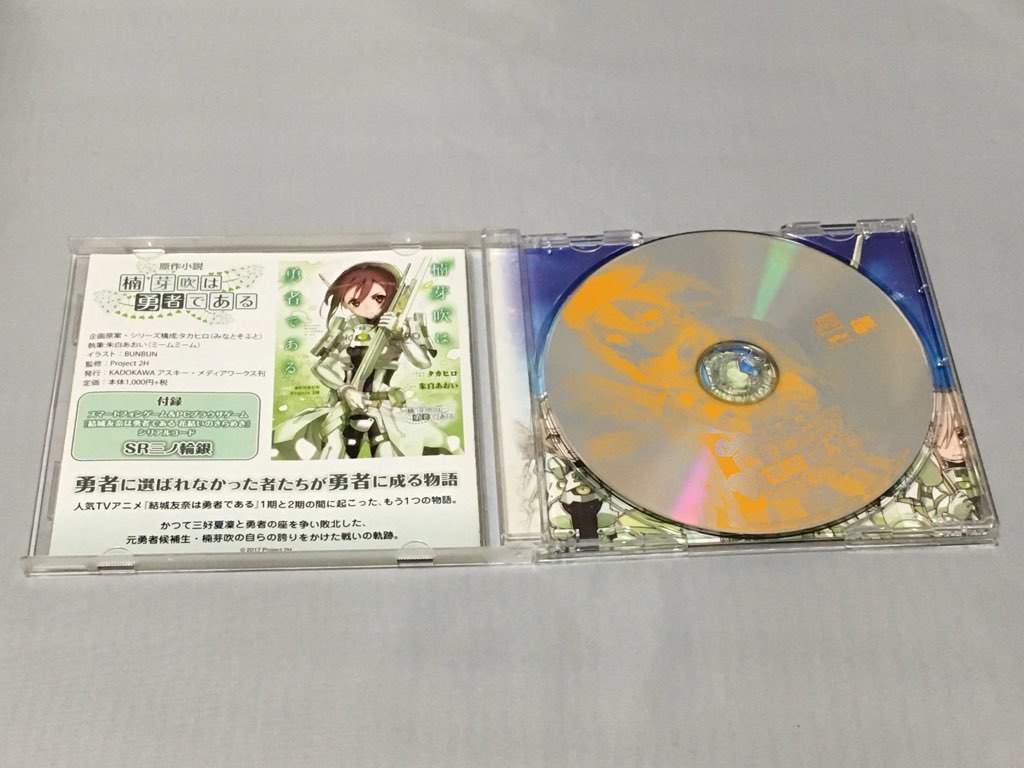 原作小説
楠芽吹は
勇者である
企画原案・シリーズ構成:タカヒロ(みなとそふと)
執筆:朱白あおい(ミームミーム)
イラスト:BUNBUN
監修:Project 2H
発行:KADOKAWA アスキー・メディアワークス刊
定価:本体1,000円+税
付録
スマートフォンゲーム&PCブラウザゲーム
『結城友奈は勇者である 花結いのきらめき』
シリアルコード
SR三ノ輪銀
楠芽吹は
勇者である
タカヒロ
朱白あおい
BUNBUN
Project 2H
楠芽吹は
勇者である
勇者に選ばれなかった者たちが勇者に成る物語
人気TVアニメ『結城友奈は勇者である』1期と2期の間に起こった、もう1つの物語。
かつて三好夏凜と勇者の座を争い敗北した、
元勇者候補生・楠芽吹の自らの誇りをかけた戦いの軌跡。
© 2017 Project 2H